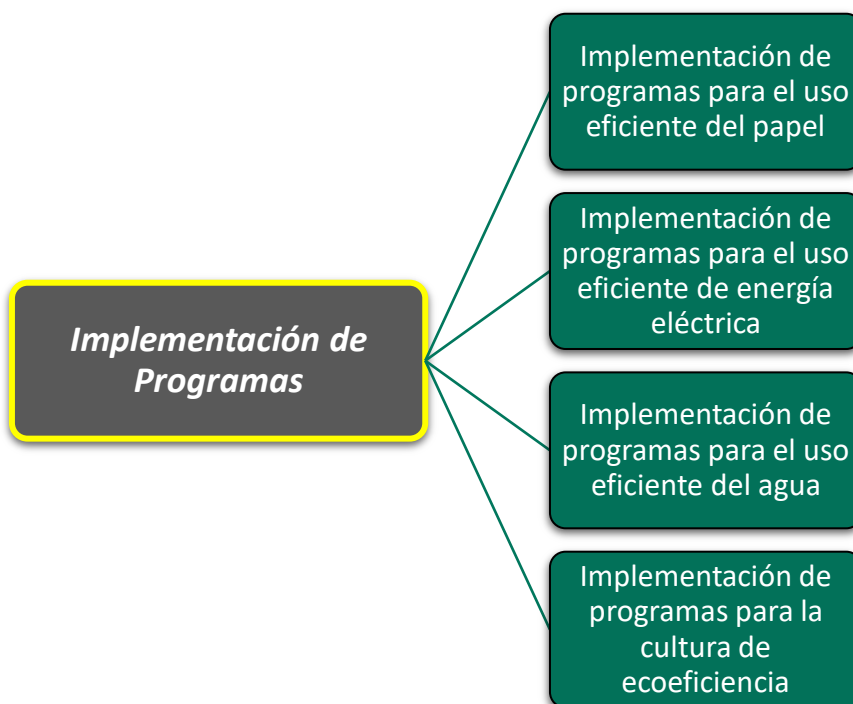 Implementación de
Programas
Implementación de
programas para el uso
eficiente del papel
Implementación de
programas para el uso
eficiente de energía
eléctrica
Implementación de
programas para el uso
eficiente del agua
Implementación de
programas para la
cultura de
ecoeficiencia